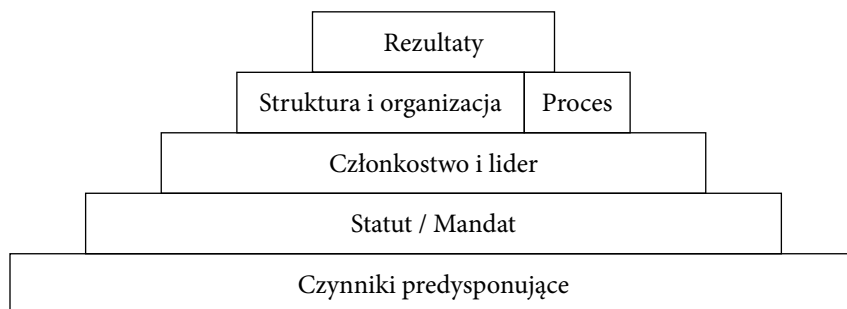 Rezultaty
Struktura i organizacja Proces
Członkostwo i lider
Statut / Mandat
Czynniki predysponujące